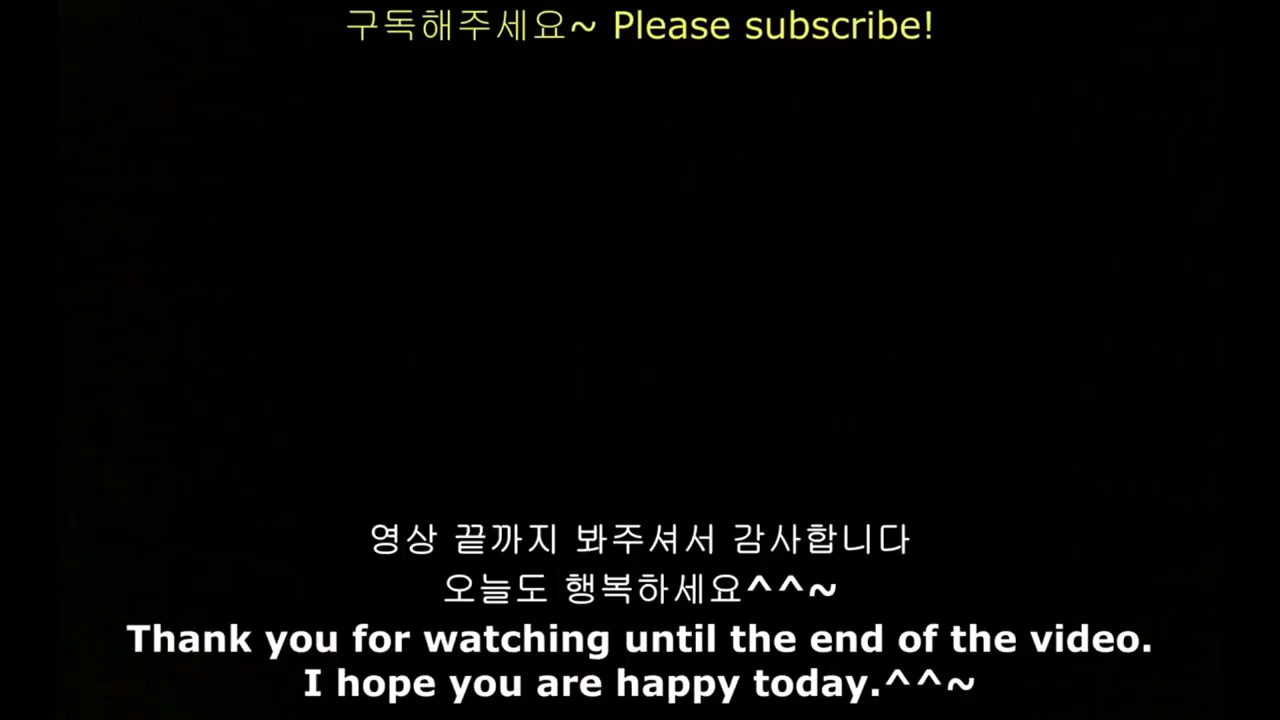 구독해주세요~ Please subscribe!
영상 끝까지 봐주셔서 감사합니다
오늘도 행복하세요^^~
Thank you for watching until the end of the video.
I hope you are happy today.^^~